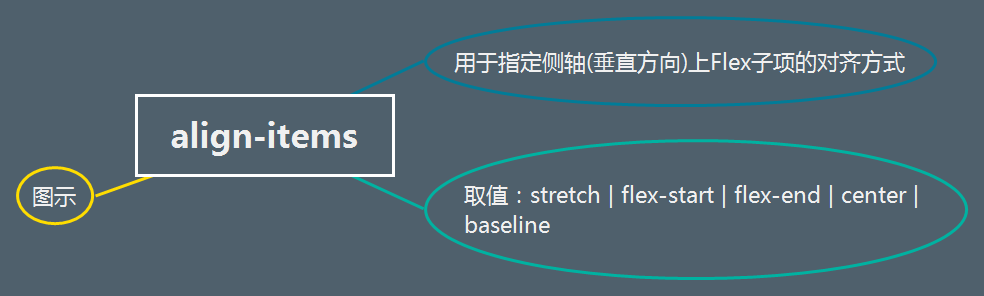 用于指定侧轴(垂直方向)上Flex子项的对齐方式
align-items
图示
取值：stretch | flex-start | flex-end | center |
baseline